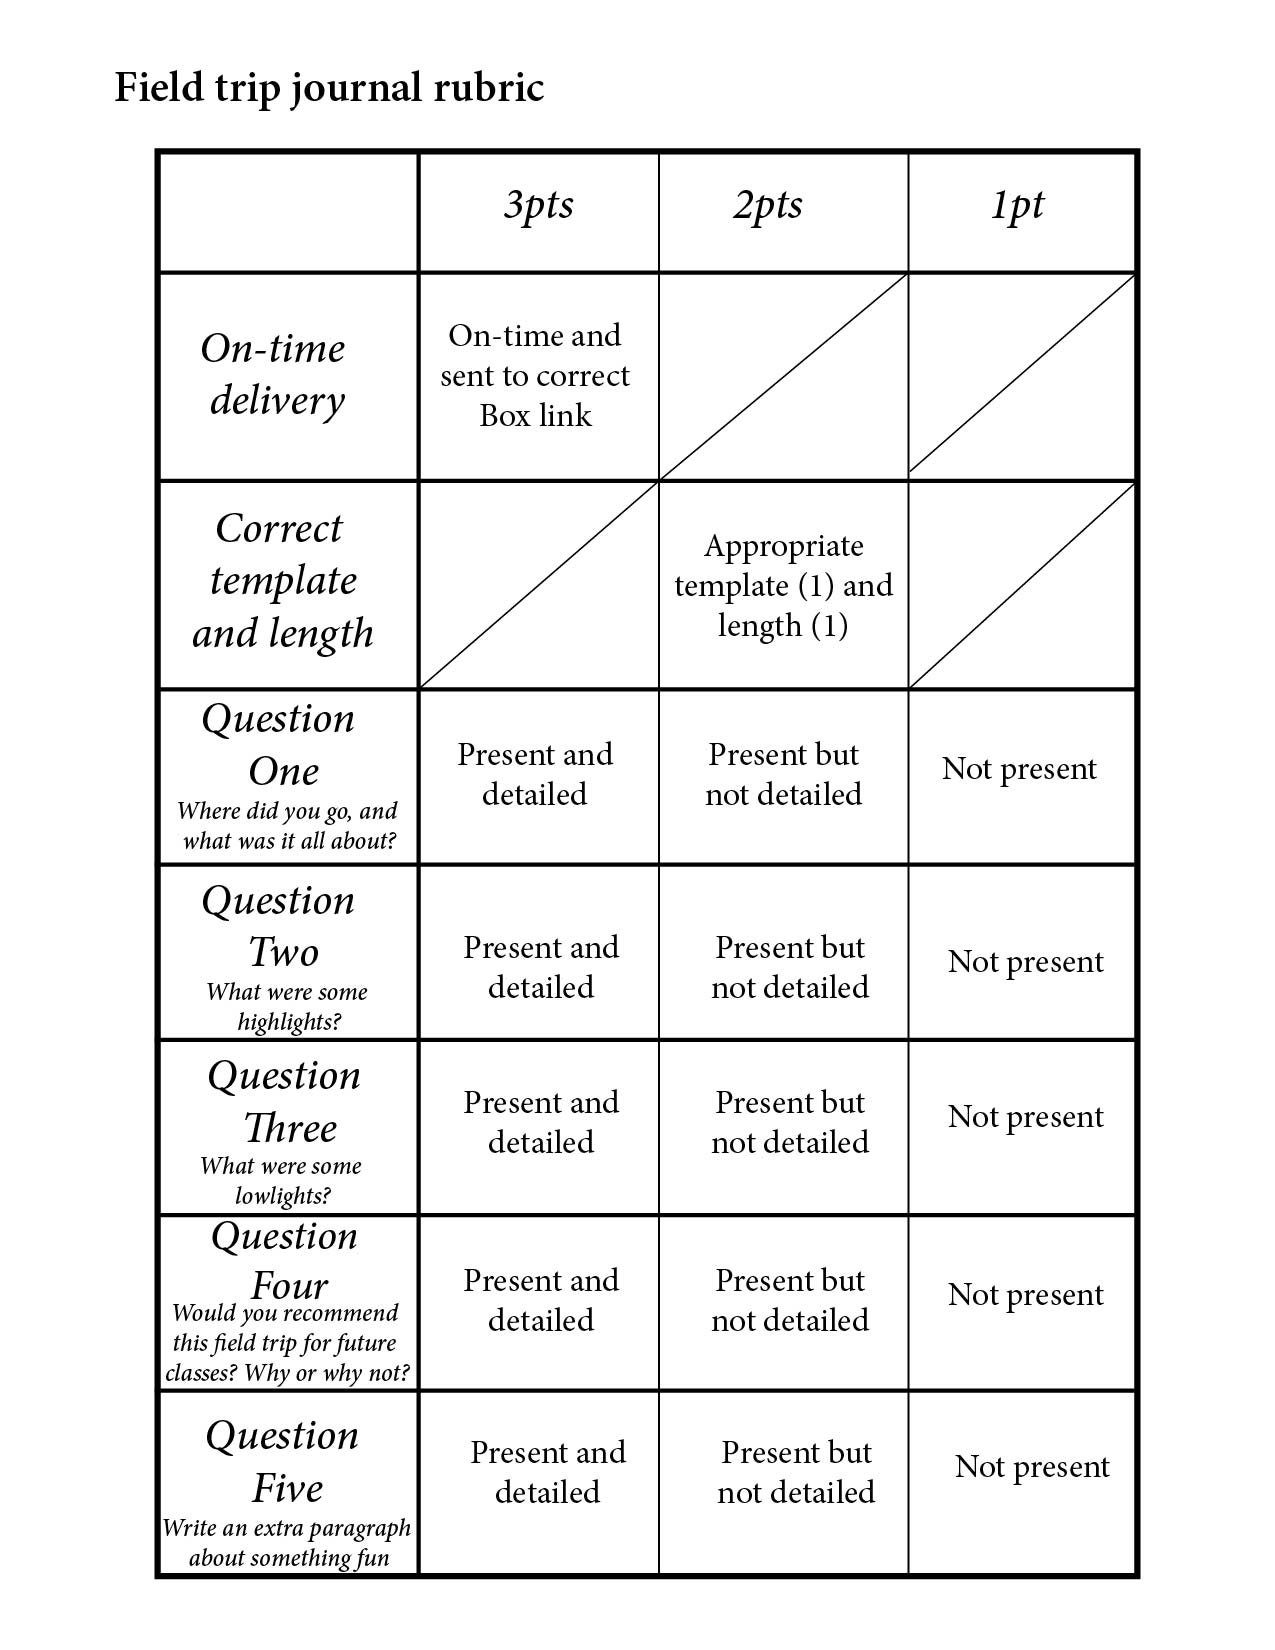 Field trip journal rubric
3pts
2pts
1pt
On-time
delivery
On-time and
sent to correct
Box link
Correct
template
and length
Appropriate
template (1) and
length (1)
Question
One
Where did you go, and
what was it all about?
Present and
detailed
Present but
not detailed
Not present
Question
Two
What were some
highlights?
Present and
detailed
Present but
not detailed
Not present
Question
Three
What were some
lowlights?
Present and
detailed
Present but
not detailed
Not present
Question
Four
Would you recommend
this field trip for future
classes? Why or why not?
Present and
detailed
Present but
not detailed
Not present
Question
Five
Write an extra paragraph
about something fun
Present and
detailed
Present but
not detailed
Not present